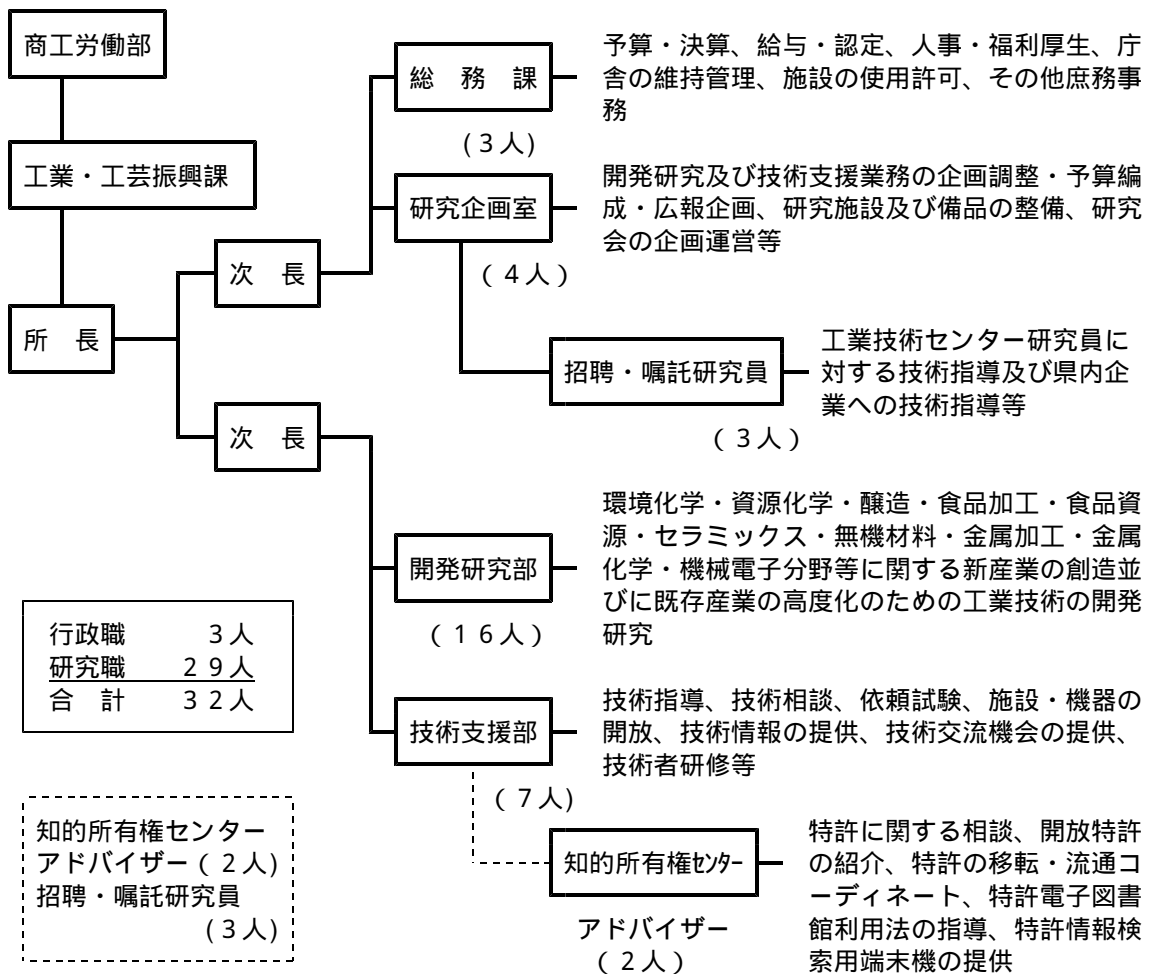 商工労働部
工業・工芸振興課
所　長
次　長
次　長
総　務　課
(３人)
予算・決算、給与・認定、人事・福利厚生、庁
舎の維持管理、施設の使用許可、その他庶務事
務
研究企画室
(４人)
開発研究及び技術支援業務の企画調整・予算編
成・広報企画、研究施設及び備品の整備、研究
会の企画運営等
招聘・嘱託研究員
(３人)
工業技術センター研究員に
対する技術指導及び県内企
業への技術指導等
開発研究部
(１６人)
環境化学・資源化学・醸造・食品加工・食品資
源・セラミックス・無機材料・金属加工・金属
化学・機械電子分野等に関する新産業の創造並
びに既存産業の高度化のための工業技術の開発
研究
技術支援部
(７人)
技術指導、技術相談、依頼試験、施設・機器の
開放、技術情報の提供、技術交流機会の提供、
技術者研修等
知的所有権ｾﾝﾀｰ
アドバイザー
(２人)
特許に関する相談、開放特許
の紹介、特許の移転・流通コ
ーディネート、特許電子図書
館利用法の指導、特許情報検
索用端末機の提供
行政職　　３人
研究職　２９人
合　計　３２人
知的所有権センター
アドバイザー(２人)
招聘・嘱託研究員
(３人)